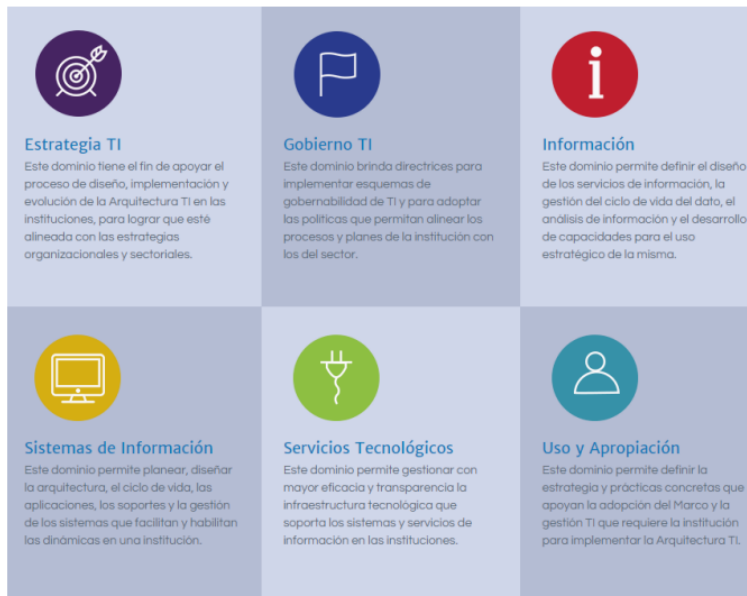 Estrategia TI
Este dominio tiene el fin de apoyar el
proceso de diseño, implementación y
evolución de la Arquitectura TI en las
instituciones, para lograr que esté
alineada con las estrategias
organizacionales y sectoriales.
Gobierno TI
Este dominio brinda directrices para
implementar esquemas de
gobernabilidad de TI y para adoptar
las políticas que permitan alinear los
procesos y planes de la institución con
los del sector.
Información
Este dominio permite definir el diseño
de los servicios de información, la
gestión del ciclo de vida del dato, el
análisis de información y el desarrollo
de capacidades para el uso
estratégico de la misma.
Sistemas de Información
Este dominio permite planear, diseñar
la arquitectura, el ciclo de vida, las
aplicaciones, los soportes y la gestión
de los sistemas que facilitan y habilitan
las dinámicas en una institución.
Servicios Tecnológicos
Este dominio permite gestionar con
mayor eficacia y transparencia la
infraestructura tecnológica que
soporta los sistemas y servicios de
información en las instituciones.
Uso y Apropiación
Este dominio permite definir la
estrategia y prácticas concretas que
apoyan la adopción del Marco y la
gestión TI que requiere la institución
para implementar la Arquitectura TI.